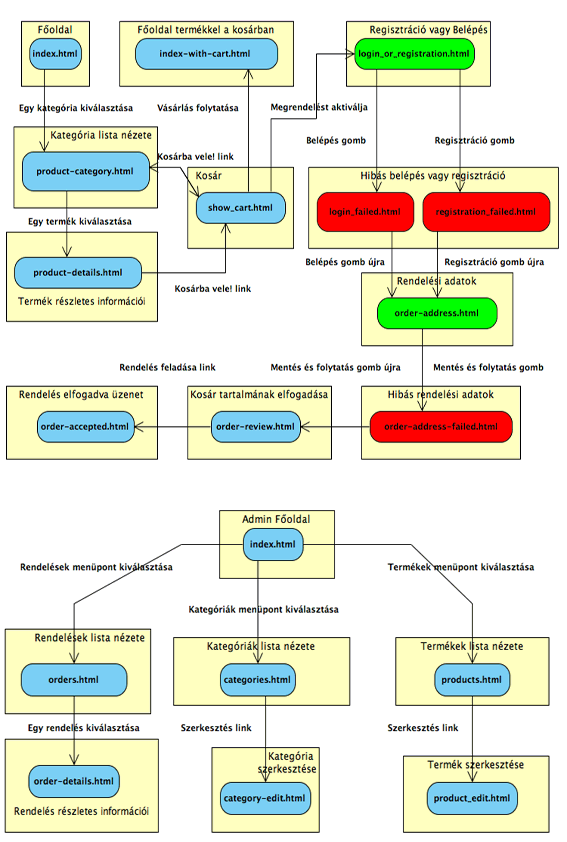 Főoldal
index.html
Főoldal termékkel a kosárban
index-with-cart.html
Regisztráció vagy Belépés
login_or_registration.html
Egy kategória kiválasztása
Vásárlás folytatása
Megrendelést aktiválja
Kategória lista nézete
product-category.html
Kosárba vele! link
Belépés gomb
Regisztráció gomb
Kosár
show_cart.html
Hibás belépés vagy regisztráció
login_failed.html
registration_failed.html
Egy termék kiválasztása
product-details.html
Termék részletes információi
Kosárba vele! link
Belépés gomb újra
Regisztráció gomb újra
Rendelési adatok
order-address.html
Rendelés feladása link
Mentés és folytatás gomb újra
Mentés és folytatás gomb
Rendelés elfogadva üzenet
order-accepted.html
Kosár tartalmának elfogadása
order-review.html
Hibás rendelési adatok
order-address-failed.html
Admin Főoldal
index.html
Rendelések menüpont kiválasztása
Kategóriák menüpont kiválasztása
Termékek menüpont kiválasztása
Rendelések lista nézete
orders.html
Kategóriák lista nézete
categories.html
Termékek lista nézete
products.html
Egy rendelés kiválasztása
Szerkesztés link
Szerkesztés link
order-details.html
Rendelés részletes információi
Kategória
szerkesztése
category-edit.html
Termék szerkesztése
product_edit.html